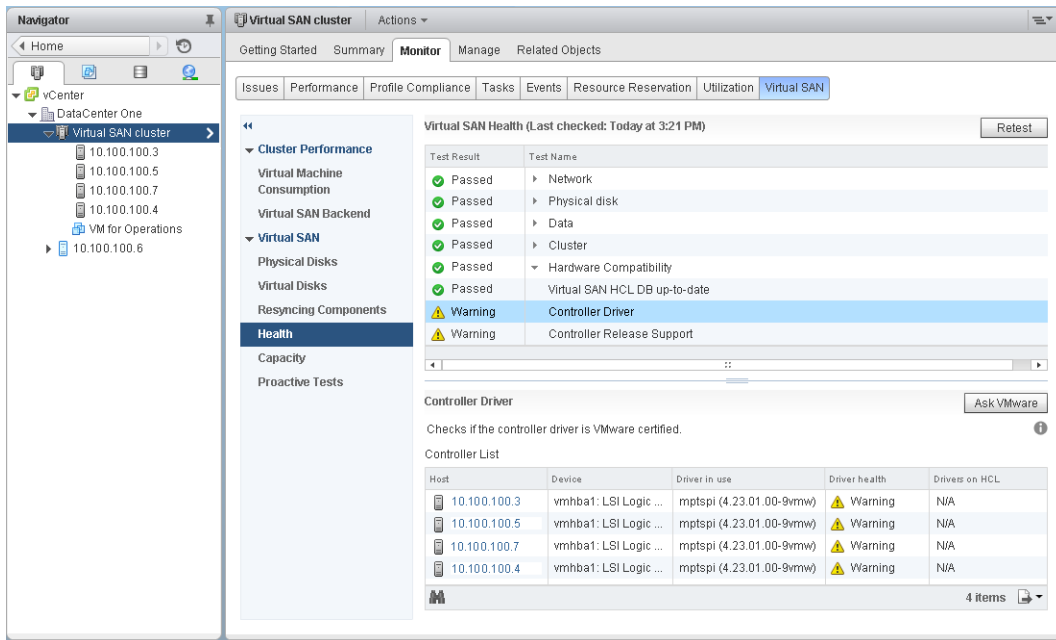 Navigator
Home
vCenter
DataCenter One
Virtual SAN cluster
10.100.100.3
10.100.100.5
10.100.100.7
10.100.100.4
VM for Operations
10.100.100.6
Virtual SAN cluster Actions
Getting Started Summary Monitor Manage Related Objects
Issues Performance Profile Compliance Tasks Events Resource Reservation Utilization Virtual SAN
Cluster Performance
Virtual Machine
Consumption
Virtual SAN Backend
Virtual SAN
Physical Disks
Virtual Disks
Resyncing Components
Health
Capacity
Proactive Tests
Virtual SAN Health (Last checked: Today at 3:21 PM) Retest
Test Result Test Name
Passed Network
Passed Physical disk
Passed Data
Passed Cluster
Passed Hardware Compatibility
Passed Virtual SAN HCL DB up-to-date
Warning Controller Driver
Warning Controller Release Support
Controller Driver Ask VMware
Checks if the controller driver is VMware certified.
Controller List
Host Device Driver in use Driver health Drivers on HCL
10.100.100.3 vmhba1: LSI Logic ... mptspi (4.23.01.00-9vmw) Warning N/A
10.100.100.5 vmhba1: LSI Logic ... mptspi (4.23.01.00-9vmw) Warning N/A
10.100.100.7 vmhba1: LSI Logic ... mptspi (4.23.01.00-9vmw) Warning N/A
10.100.100.4 vmhba1: LSI Logic ... mptspi (4.23.01.00-9vmw) Warning N/A
4 items